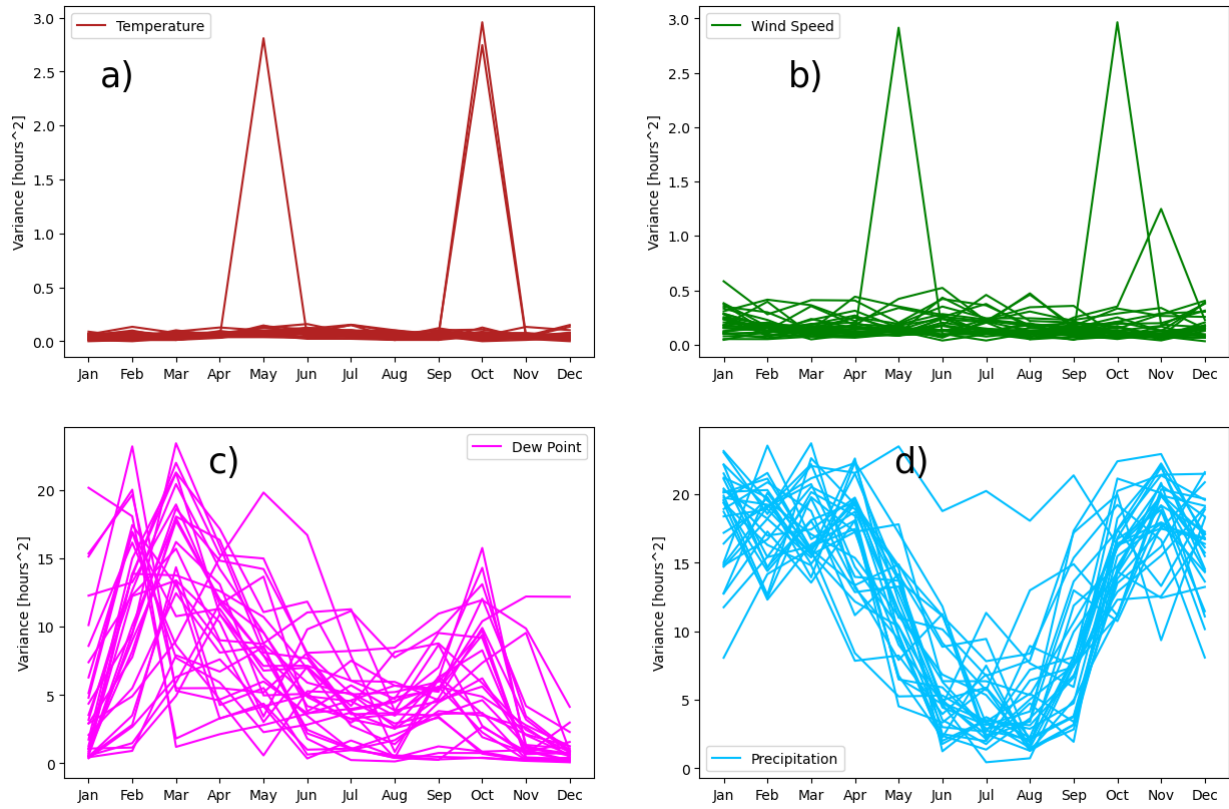 3.0
2.5
2.0
1.5
1.0
0.5
0.0
Variance [hours^2]
Temperature
a)
Jan Feb Mar Apr May Jun Jul Aug Sep Oct Nov Dec
3.0
2.5
2.0
1.5
1.0
0.5
0.0
Variance [hours^2]
Wind Speed
b)
Jan Feb Mar Apr May Jun Jul Aug Sep Oct Nov Dec
20
15
10
5
0
Variance [hours^2]
c)
Dew Point
Jan Feb Mar Apr May Jun Jul Aug Sep Oct Nov Dec
20
15
10
5
0
Variance [hours^2]
d)
Precipitation
Jan Feb Mar Apr May Jun Jul Aug Sep Oct Nov Dec